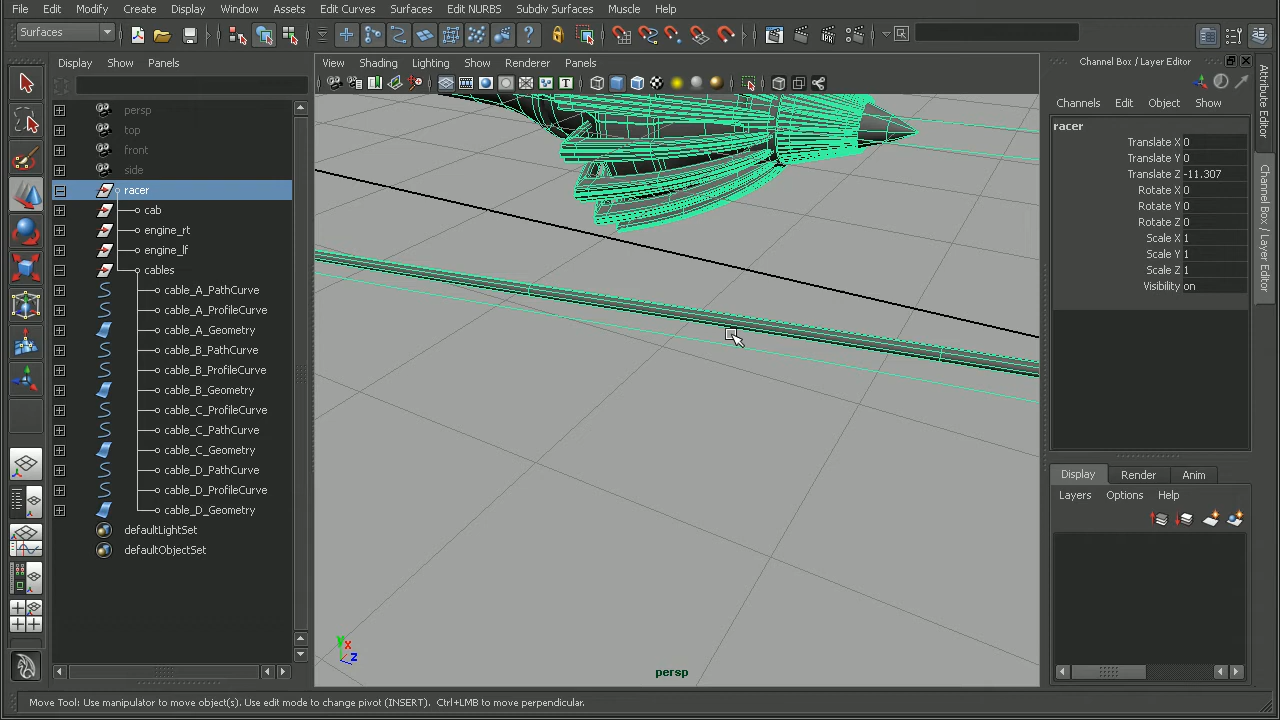 File Edit Modify Create Display Window Assets Edit Curves Surfaces Edit NURBS Subdiv Surfaces Muscle Help
Surfaces
Display Show Panels
View Shading Lighting Show Renderer Panels
Channel Box / Layer Editor
Channels Edit Object Show
persp
top
front
side
racer
cab
engine_rt
engine_lf
cables
cable_A_PathCurve
cable_A_ProfileCurve
cable_A_Geometry
cable_B_PathCurve
cable_B_ProfileCurve
cable_B_Geometry
cable_C_ProfileCurve
cable_C_PathCurve
cable_C_Geometry
cable_D_PathCurve
cable_D_ProfileCurve
cable_D_Geometry
defaultLightSet
defaultObjectSet
y
x
z
persp
racer
Translate X 0
Translate Y 0
Translate Z -11.307
Rotate X 0
Rotate Y 0
Rotate Z 0
Scale X 1
Scale Y 1
Scale Z 1
Visibility on
Display Render Anim
Layers Options Help
Attribute Editor
Channel Box / Layer Editor
Move Tool: Use manipulator to move object(s). Use edit mode to change pivot (INSERT). Ctrl+LMB to move perpendicular.